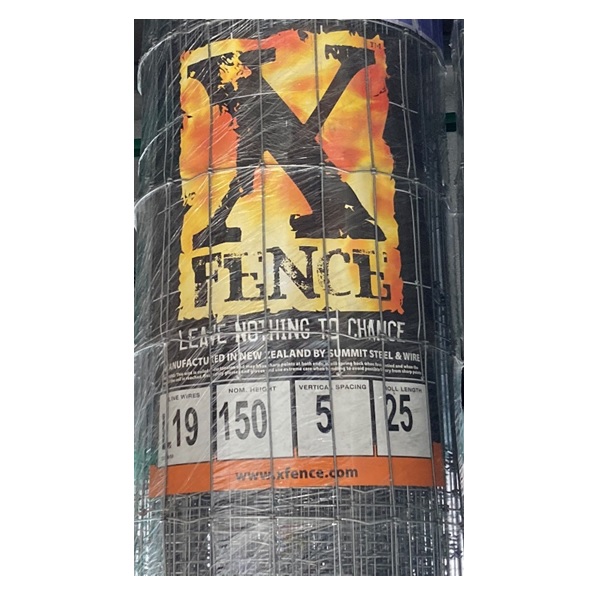 X
FENCE
LEAVE NOTHING TO CHANCE
MANUFACTURED IN NEW ZEALAND BY SUMMIT STEEL & WIRE
LINE WIRES
NOM. HEIGHT
VERTICAL SPACING
ROLL LENGTH
19
150
5
25
www.xfence.com